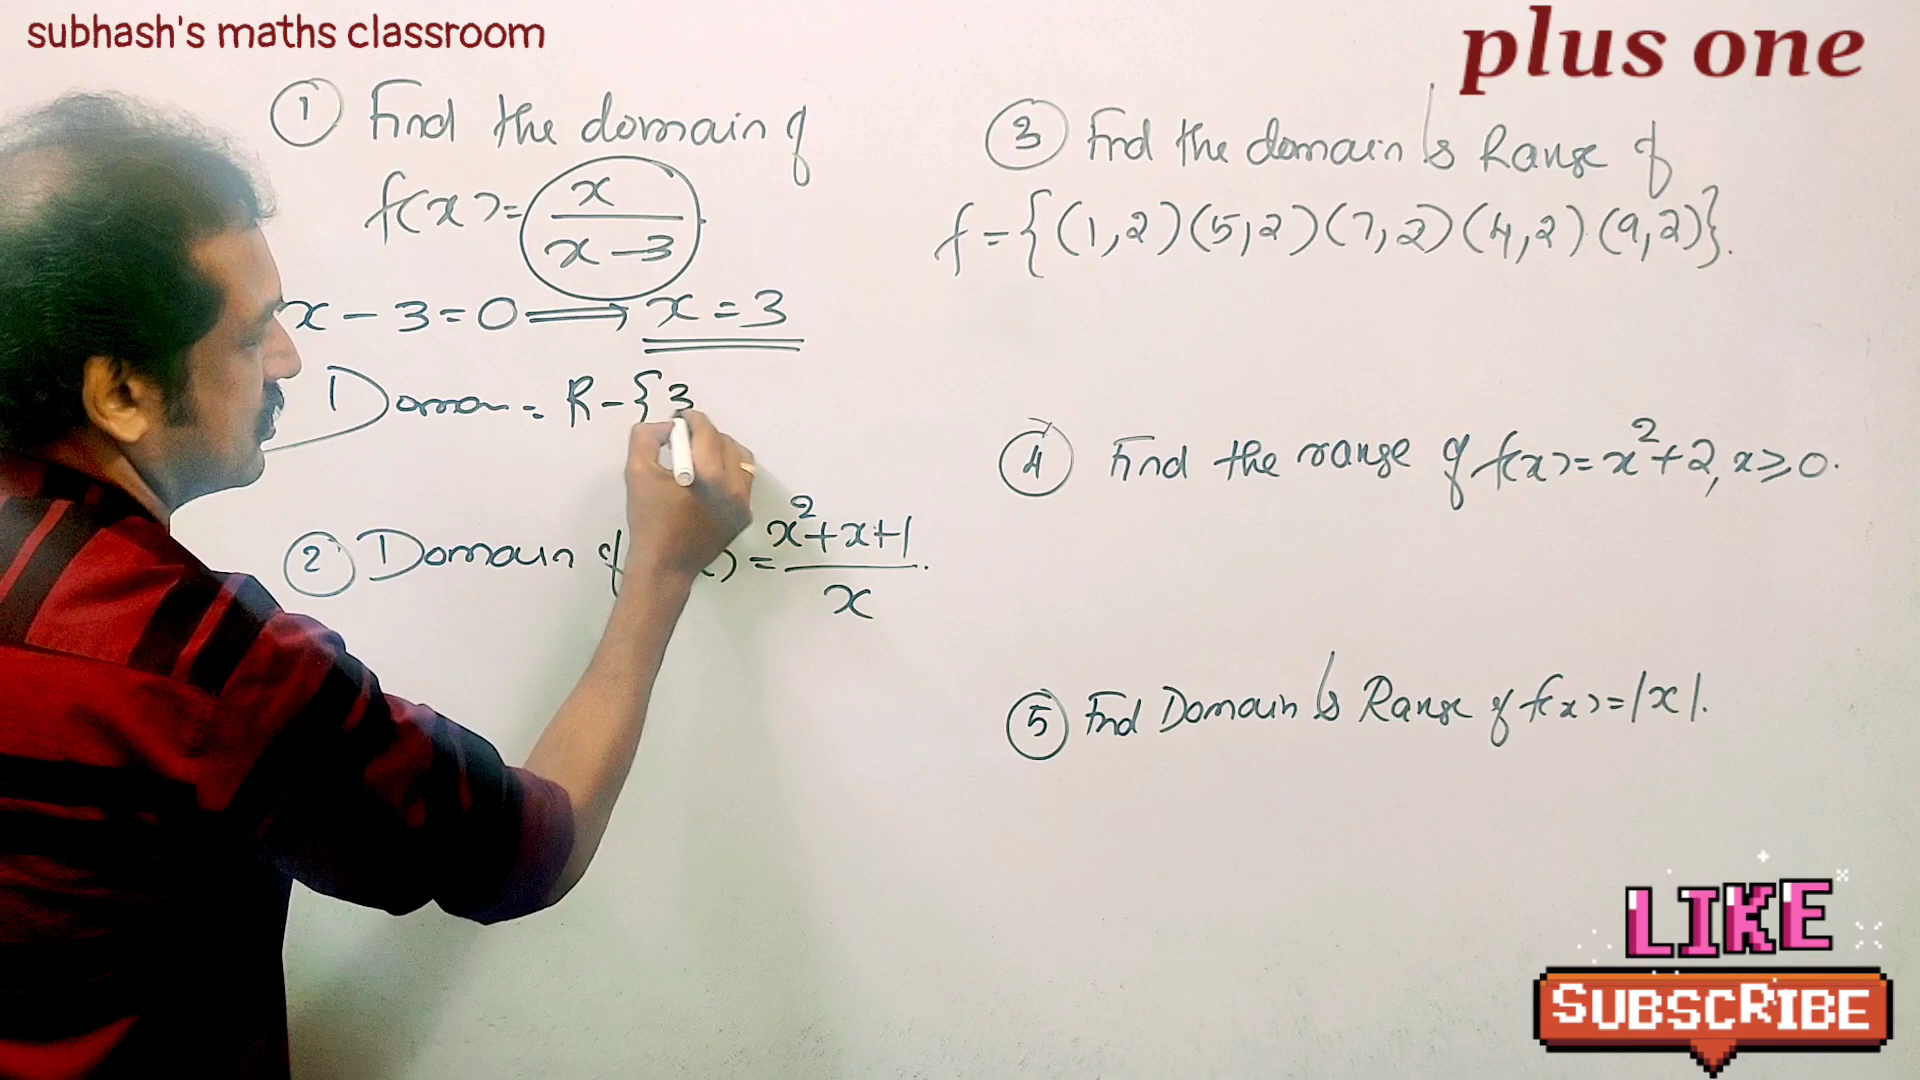 subhash's maths classroom
plus one
① Find the domain of
f(x) = x / x - 3
x - 3 = 0 ⟹ x = 3
Doman = R - {3
② Domain of ) = x² + x + 1 / x
③ Find the domain & Range of
f = {(1,2) (5,2) (7,2) (4,2) (9,2)}.
④ Find the range of f(x) = x² + 2, x ≥ 0.
⑤ Find Domain & Range of f(x) = |x|.
LIKE
SUBSCRIBE